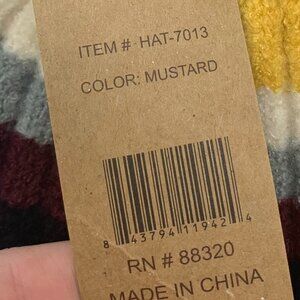 ITEM # HAT-7013
COLOR: MUSTARD
8 43794 11942 4
RN # 88320
MADE IN CHINA